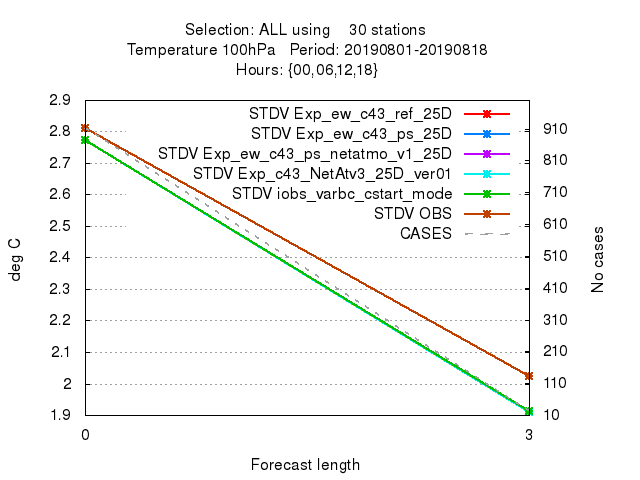 Selection: ALL using 30 stations
Temperature 100hPa Period: 20190801-20190818
Hours: {00,06,12,18}
2.9
2.8
2.7
2.6
2.5
2.4
2.3
2.2
2.1
2
1.9
deg C
STDV Exp_ew_c43_ref_25D
STDV Exp_ew_c43_ps_25D
STDV Exp_ew_c43_ps_netatmo_v1_25D
STDV Exp_c43_NetAtv3_25D_ver01
STDV iobs_varbc_cstart_mode
STDV OBS
CASES
910
810
710
610
510
410
310
210
110
10
No cases
0 3
Forecast length